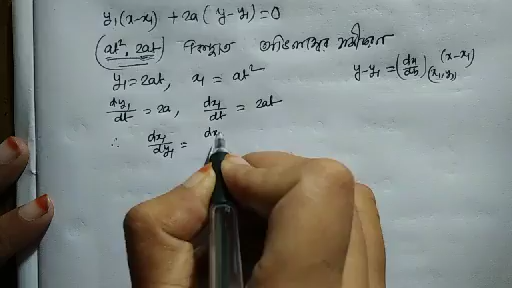 y₁(x-x₁) + 2a(y-y₁)=0
(at², 2at) বিন্দুতে অভিলম্বের সমীকরণ
y₁=2at, x₁ = at²
y-y₁ = (dy/dx)(x₁,y₁) (x-x₁)
dy₁/dt = 2a, dx₁/dt = 2at
∴ dx₁/dy₁ = dx